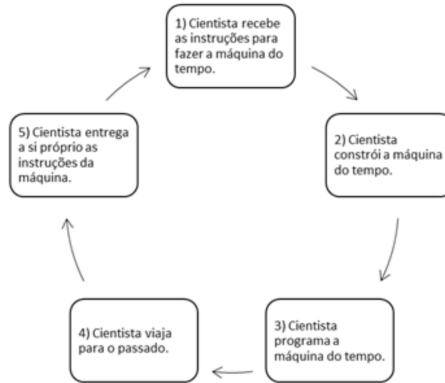 1) Cientista recebe
as instruções para
fazer a máquina do
tempo.
2) Cientista
constrói a máquina
do tempo.
3) Cientista
programa a
máquina do tempo.
4) Cientista viaja
para o passado.
5) Cientista entrega
a si próprio as
instruções da
máquina.